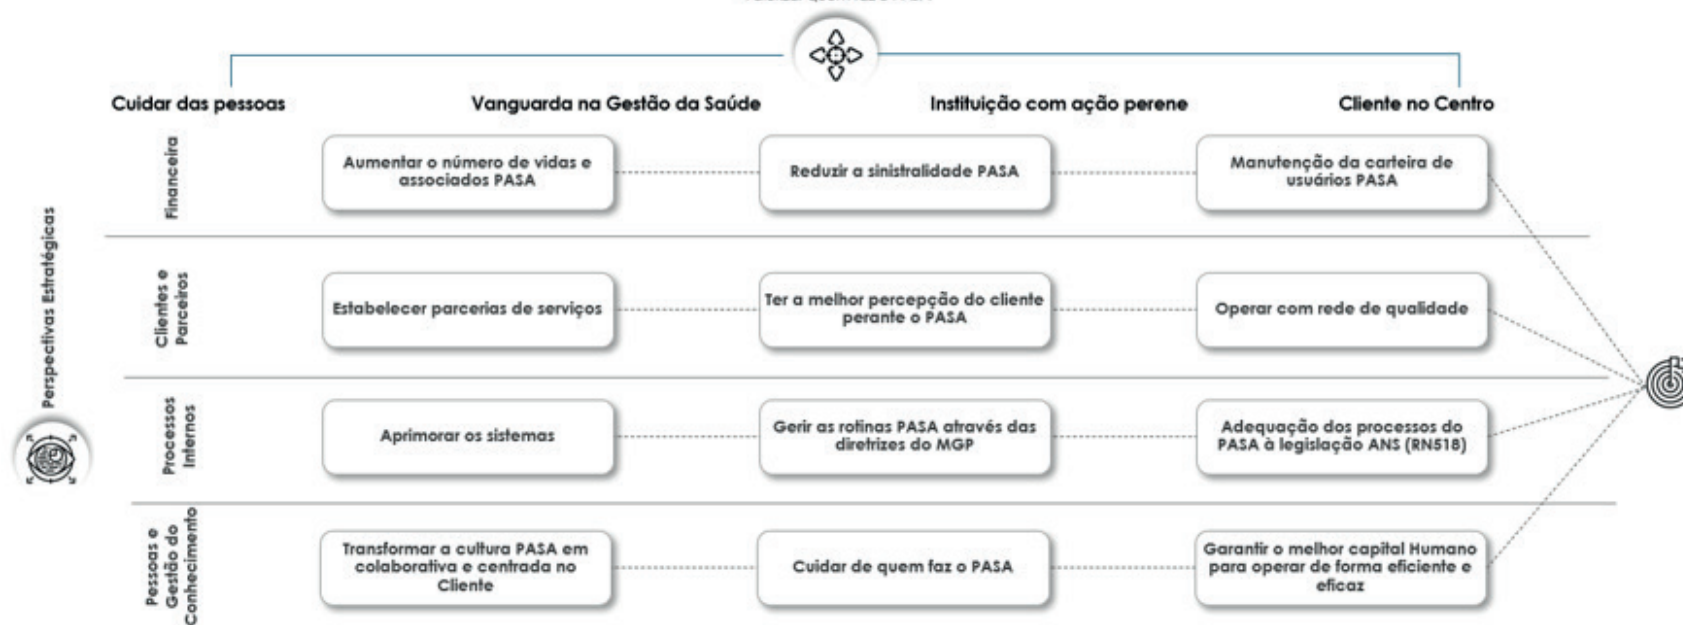 Cuidar das pessoas
Vanguarda na Gestão da Saúde
Instituição com ação perene
Cliente no Centro
Perspectivas Estratégicas
Financeira
Aumentar o número de vidas e
associados PASA
Reduzir a sinistralidade PASA
Manutenção da carteira de
usuários PASA
Clientes e
Parceiros
Estabelecer parcerias de serviços
Ter a melhor percepção do cliente
perante o PASA
Operar com rede de qualidade
Processos
Internos
Aprimorar os sistemas
Gerir as rotinas PASA através das
diretrizes do MGP
Adequação dos processos do
PASA à legislação ANS (RN518)
Pessoas e
Gestão do
Conhecimento
Transformar a cultura PASA em
colaborativa e centrada no
Cliente
Cuidar de quem faz o PASA
Garantir o melhor capital Humano
para operar de forma eficiente e
eficaz